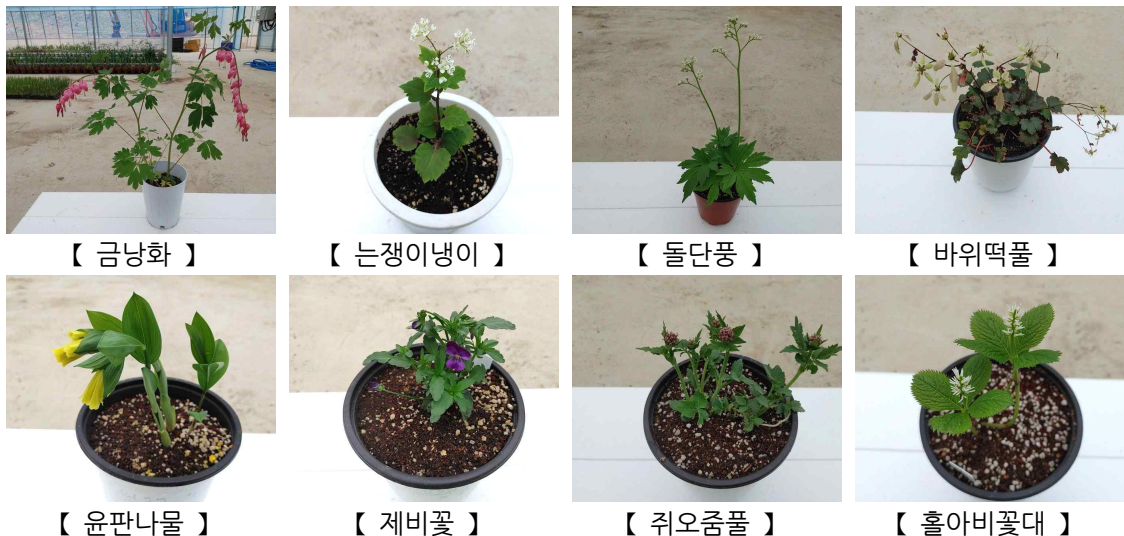 【 금낭화 】
【 는쟁이냉이 】
【 돌단풍 】
【 바위떡풀 】
【 윤판나물 】
【 제비꽃 】
【 쥐오줌풀 】
【 홀아비꽃대 】